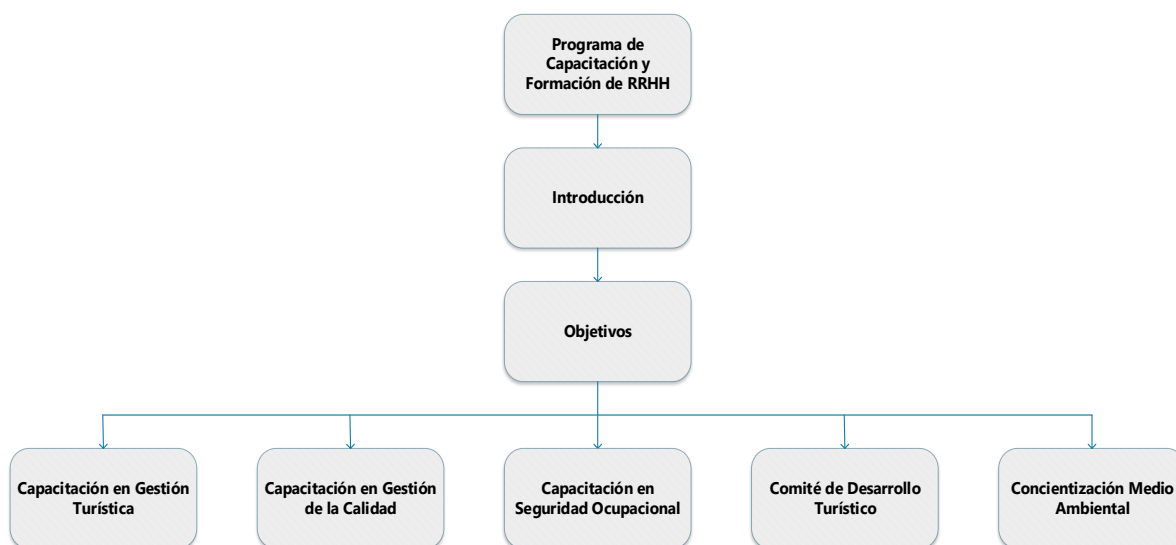 Programa de
Capacitación y
Formación de RRHH
Introducción
Objetivos
Capacitación en Gestión
Turística
Capacitación en Gestión
de la Calidad
Capacitación en
Seguridad Ocupacional
Comité de Desarrollo
Turístico
Concientización Medio
Ambiental